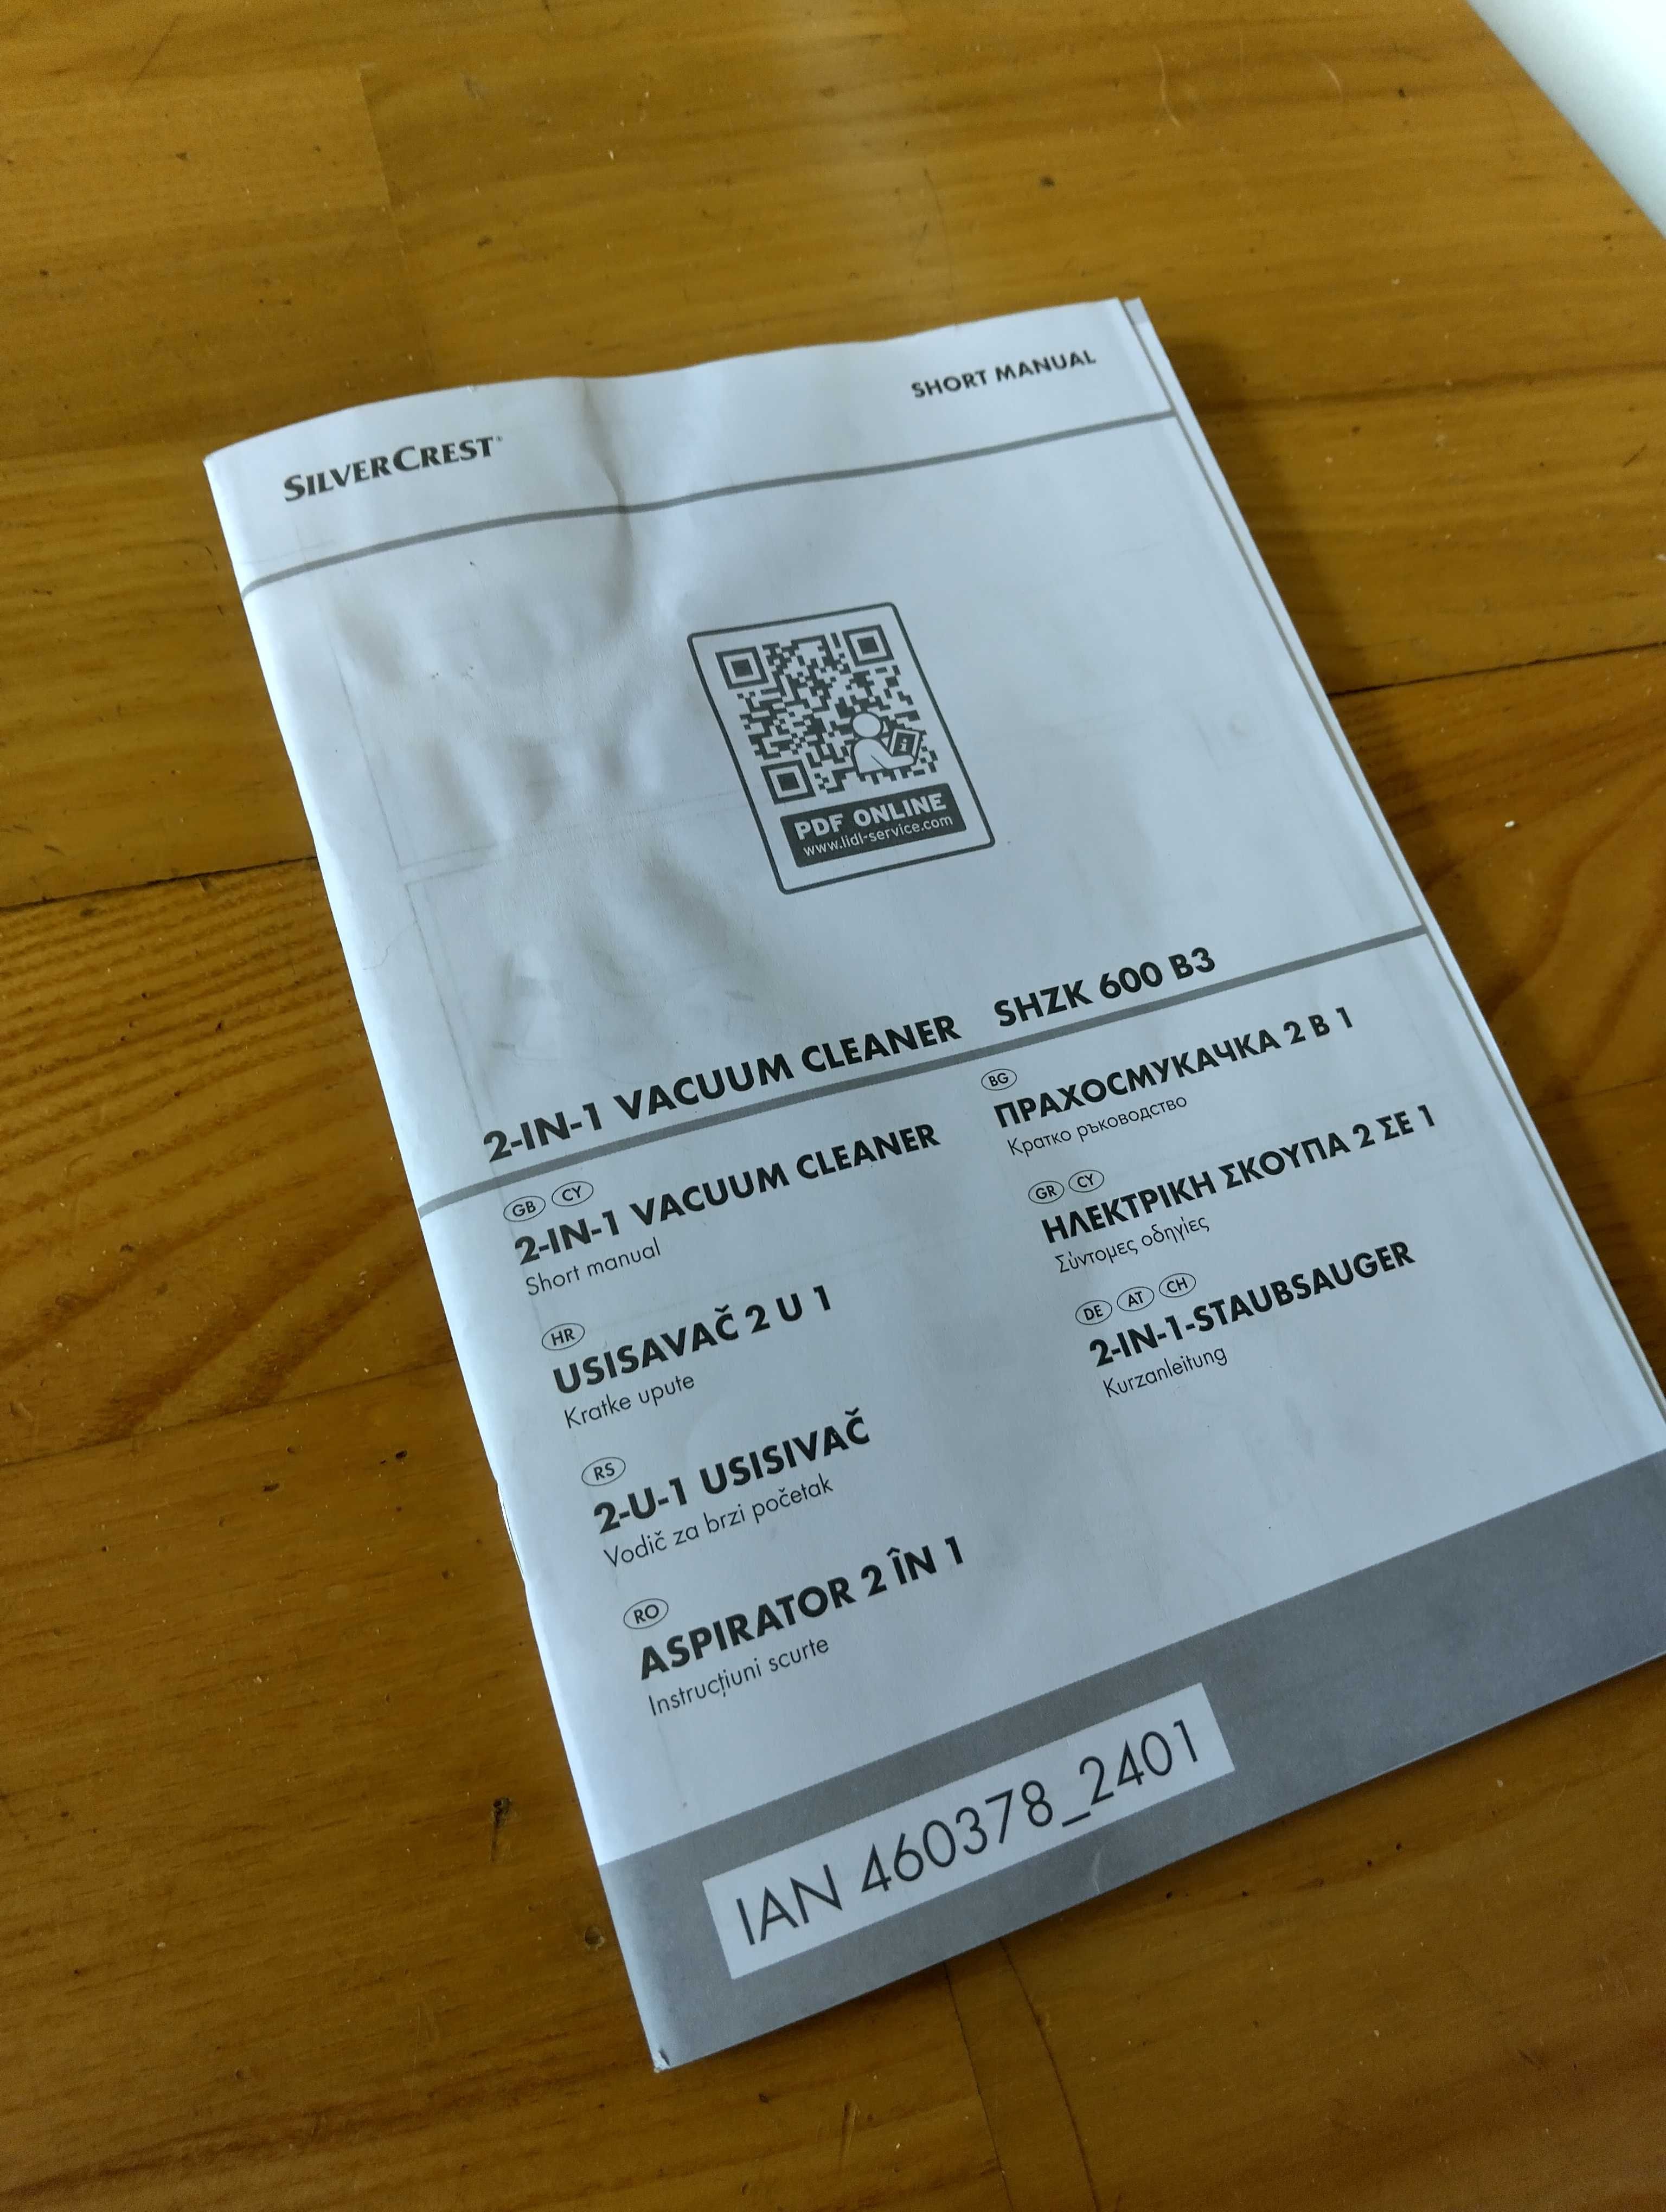 SILVERCREST®
SHORT MANUAL
PDF ONLINE
www.lidl-service.com
2-IN-1 VACUUM CLEANER SHZK 600 B3
GB CY
2-IN-1 VACUUM CLEANER
Short manual
HR
USISAVAČ 2 U 1
Kratke upute
RS
2-U-1 USISIVAČ
Vodič za brzi početak
RO
ASPIRATOR 2 ÎN 1
Instrucțiuni scurte
BG
ПРАХОСМУКАЧКА 2 В 1
Кратко ръководство
GR CY
ΗΛΕΚΤΡΙΚΗ ΣΚΟΥΠΑ 2 ΣΕ 1
Σύντομες οδηγίες
DE AT CH
2-IN-1-STAUBSAUGER
Kurzanleitung
IAN 460378_2401